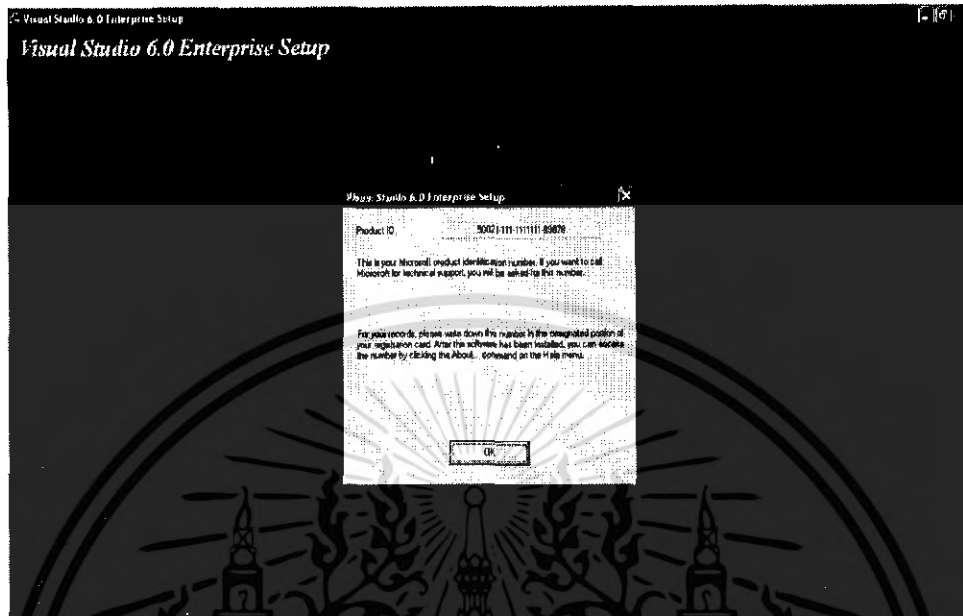 Visual Studio 6.0 Enterprise Setup
Visual Studio 6.0 Enterprise Setup
Visual Studio 6.0 Enterprise Setup
Product ID
This is your Microsoft product identification number. If you want to call
Microsoft for technical support, you will be asked for this number.
For your records, please write down this number in the designated portion of
your registration card. After the software has been installed, you can access
the number by clicking the About... command on the Help menu.
OK